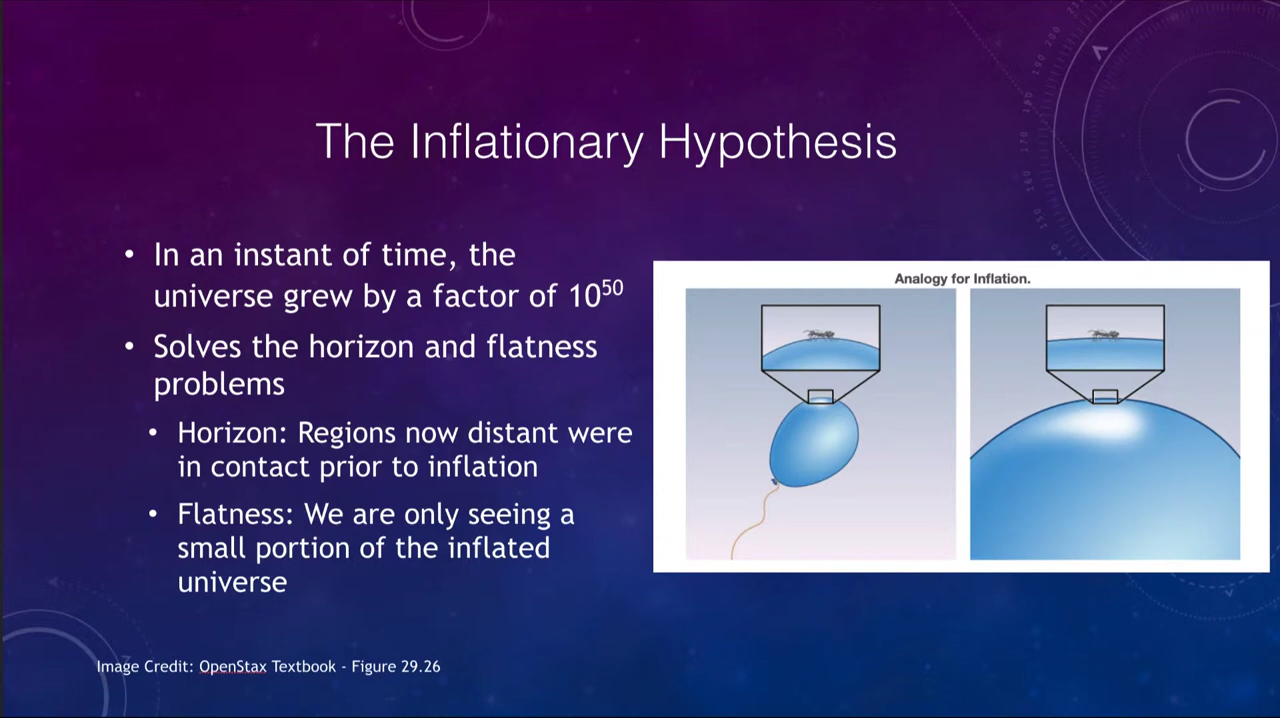 The Inflationary Hypothesis
• In an instant of time, the
universe grew by a factor of 10⁵⁰
• Solves the horizon and flatness
problems
• Horizon: Regions now distant were
in contact prior to inflation
• Flatness: We are only seeing a
small portion of the inflated
universe
Analogy for Inflation.
Image Credit: OpenStax Textbook - Figure 29.26